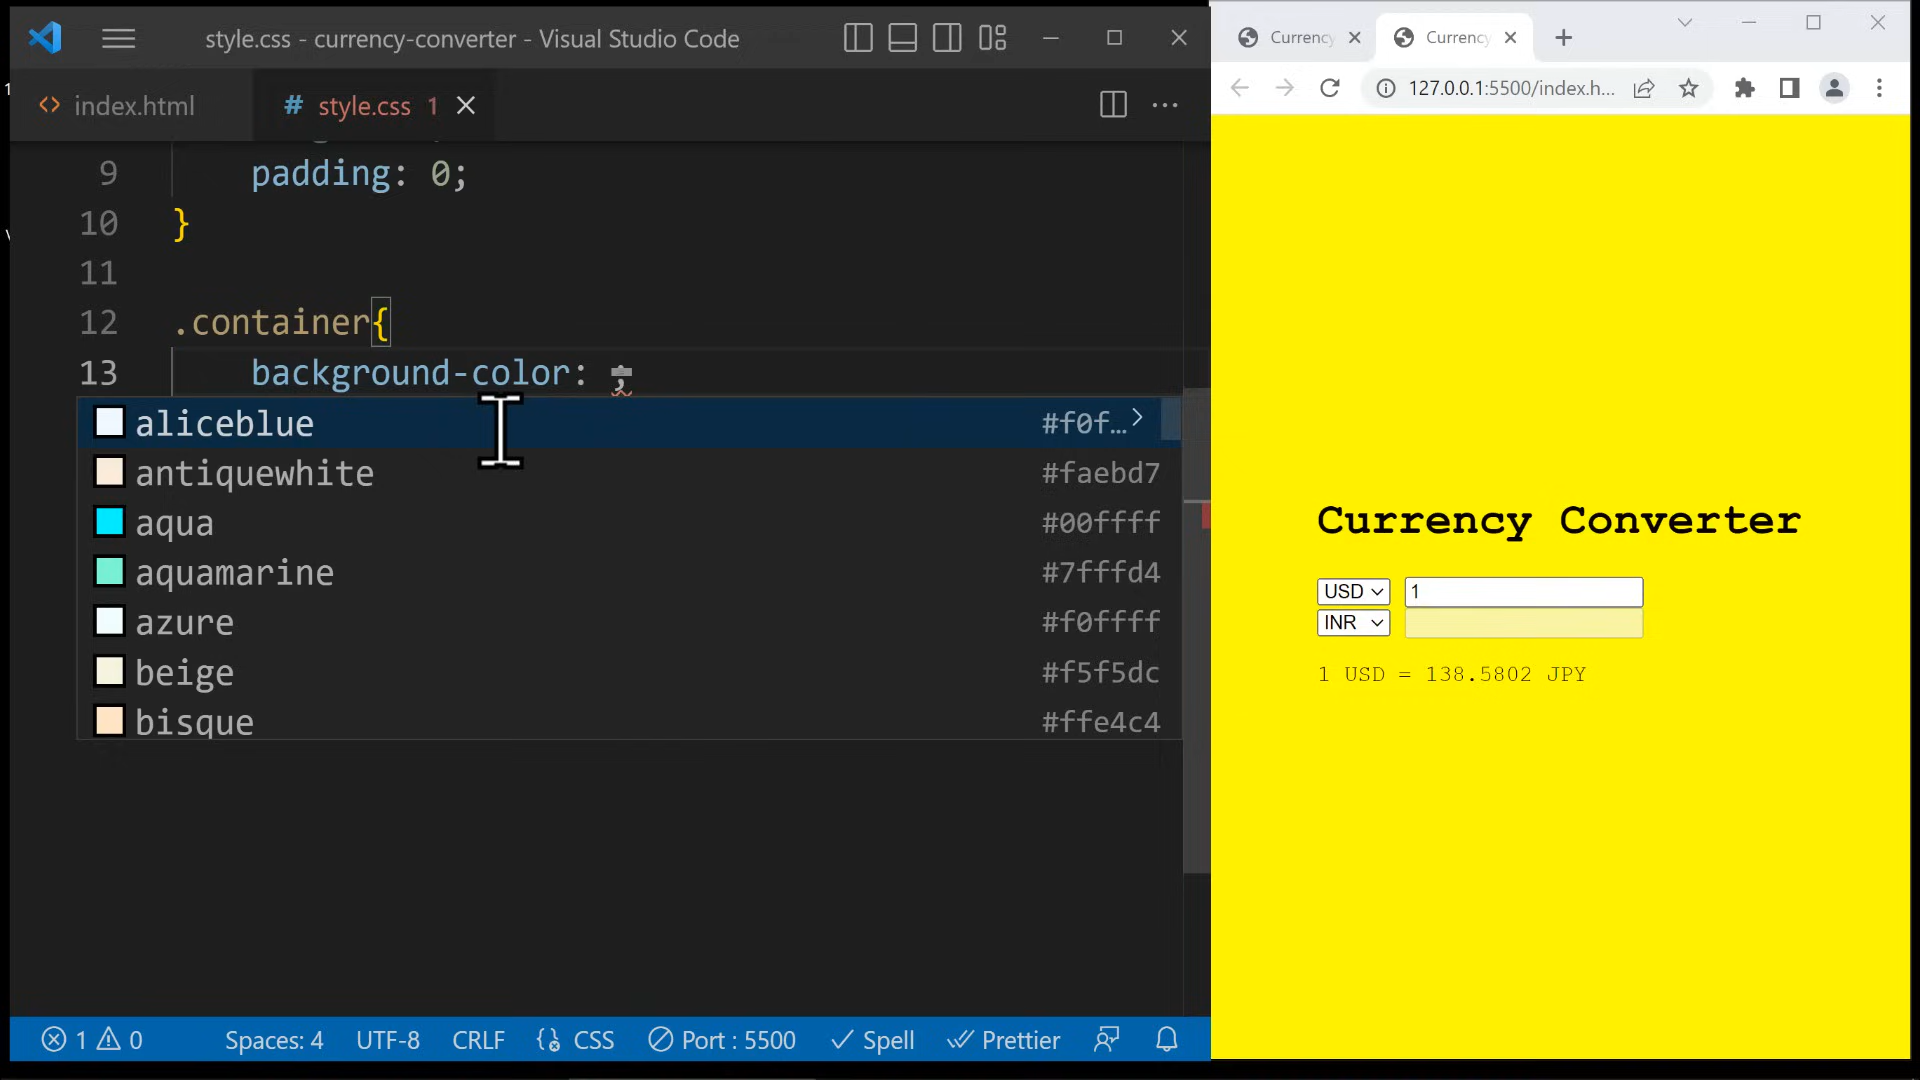 style.css - currency-converter - Visual Studio Code
index.html
# style.css 1
9 padding: 0;
10 }
11
12 .container{
13 background-color: ;
aliceblue #f0f…
antiquewhite #faebd7
aqua #00ffff
aquamarine #7fffd4
azure #f0ffff
beige #f5f5dc
bisque #ffe4c4
1 0 Spaces: 4 UTF-8 CRLF CSS Port : 5500 Spell Prettier
Currency Currency
127.0.0.1:5500/index.h...
Currency Converter
USD 1
INR
1 USD = 138.5802 JPY